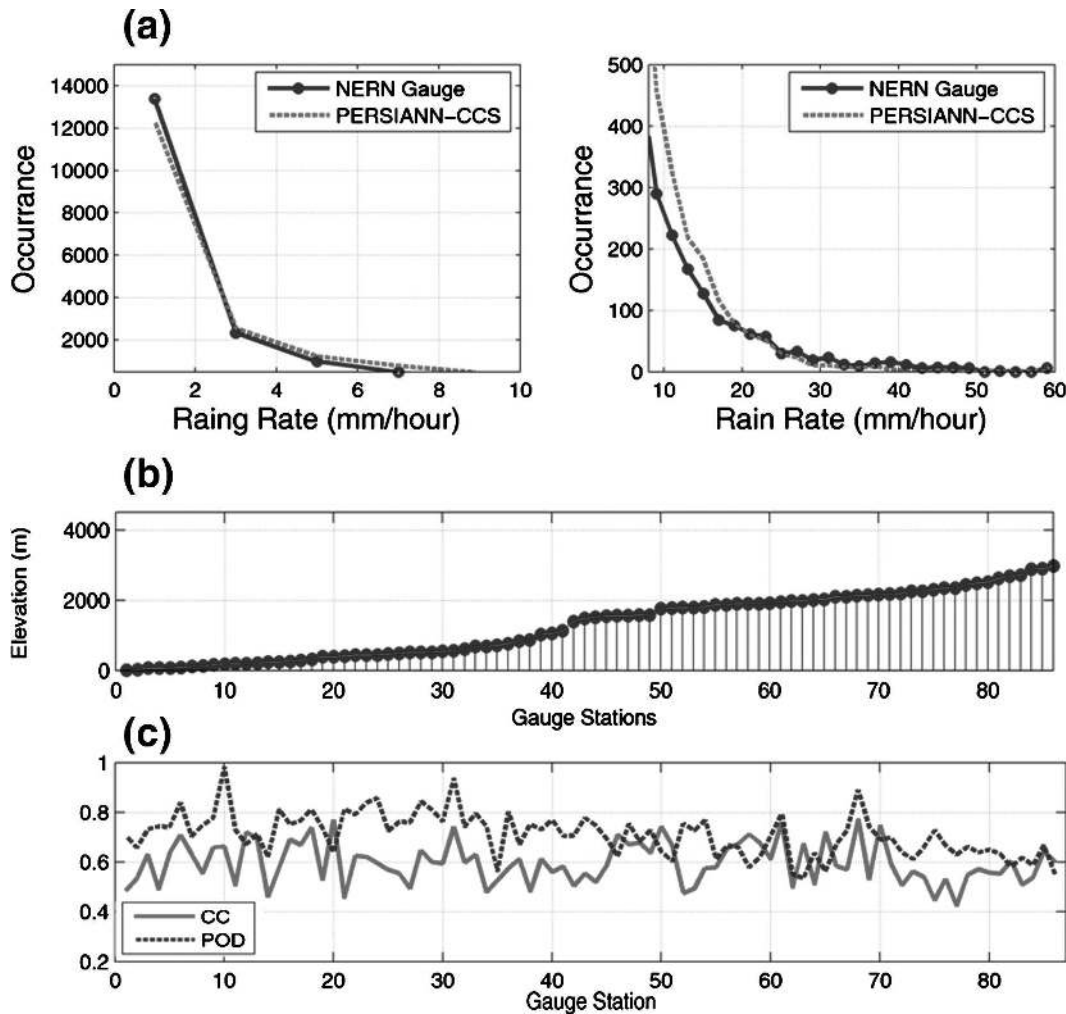 (a)
14000
12000
10000
8000
6000
4000
2000
0 2 4 6 8 10
Occurrance
Raing Rate (mm/hour)
NERN Gauge
PERSIANN-CCS
500
400
300
200
100
0
10 20 30 40 50 60
Occurrance
Rain Rate (mm/hour)
NERN Gauge
PERSIANN-CCS
(b)
4000
2000
0
Elevation (m)
0 10 20 30 40 50 60 70 80
Gauge Stations
(c)
1
0.8
0.6
0.4
0.2
CC
POD
0 10 20 30 40 50 60 70 80
Gauge Station